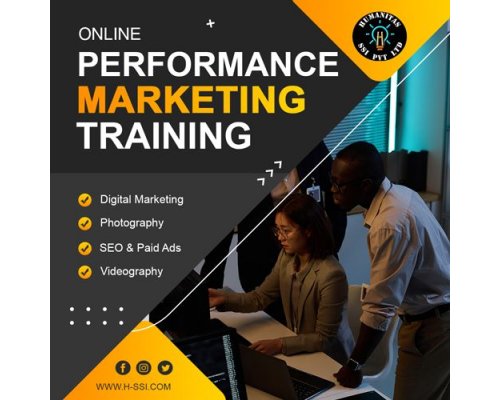 HUMANITAS
SSI PVT LTD
ONLINE
PERFORMANCE
MARKETING
TRAINING
Digital Marketing
Photography
SEO & Paid Ads
Videography
WWW.H-SSI.COM